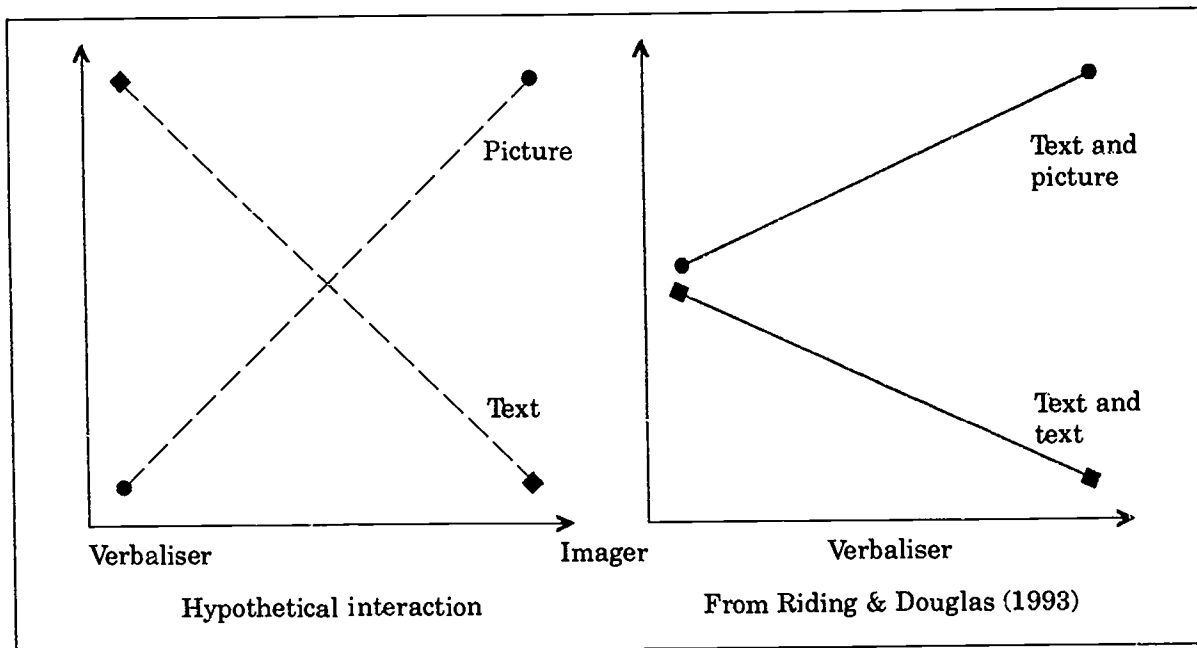 Picture
Text
Verbaliser
Imager
Hypothetical interaction
Text and
picture
Text and
text
Verbaliser
From Riding & Douglas (1993)